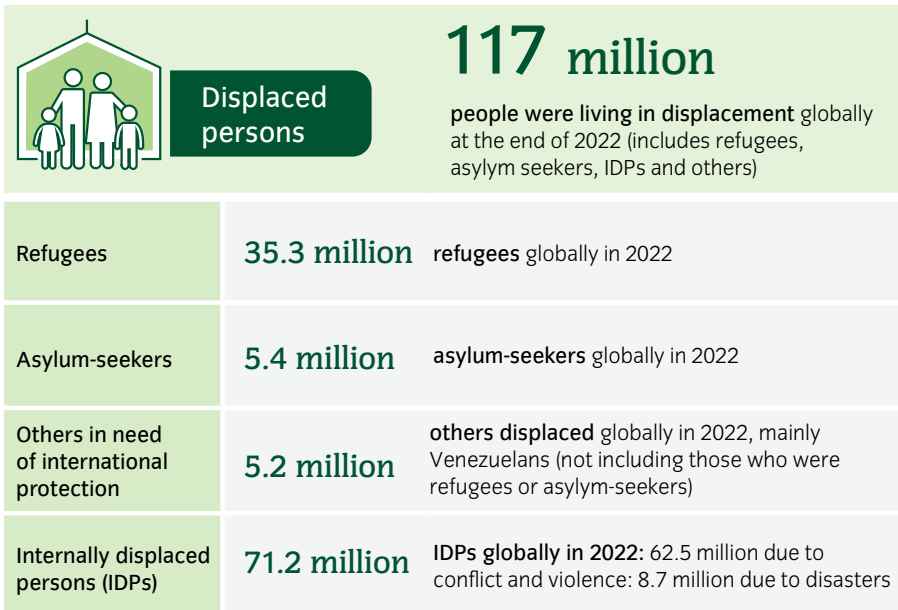 117 million
Displaced
persons
people were living in displacement globally
at the end of 2022 (includes refugees,
asylym seekers, IDPs and others)
Refugees
35.3 million
refugees globally in 2022
Asylum-seekers
5.4 million
asylum-seekers globally in 2022
Others in need
of international
protection
5.2 million
others displaced globally in 2022, mainly
Venezuelans (not including those who were
refugees or asylym-seekers)
Internally displaced
persons (IDPs)
71.2 million
IDPs globally in 2022: 62.5 million due to
conflict and violence: 8.7 million due to disasters